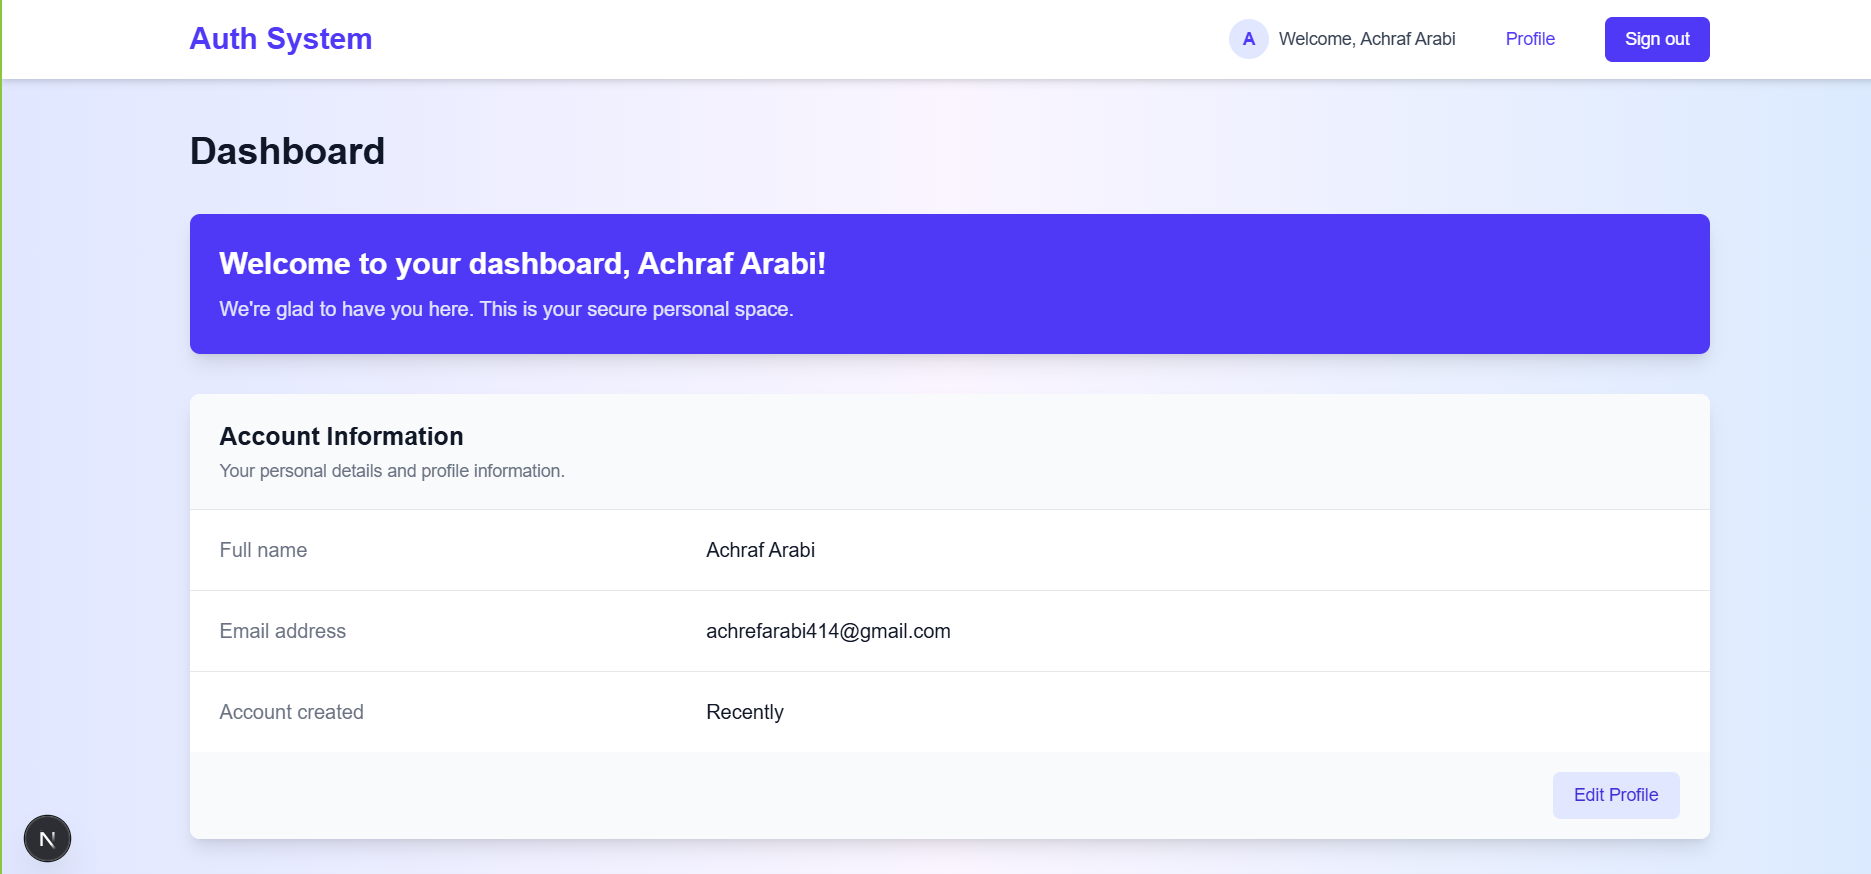 Auth System
A
Welcome, Achraf Arabi
Profile
Sign out
Dashboard
Welcome to your dashboard, Achraf Arabi!
We're glad to have you here. This is your secure personal space.
Account Information
Your personal details and profile information.
Full name
Achraf Arabi
Email address
achrefarabi414@gmail.com
Account created
Recently
Edit Profile
N